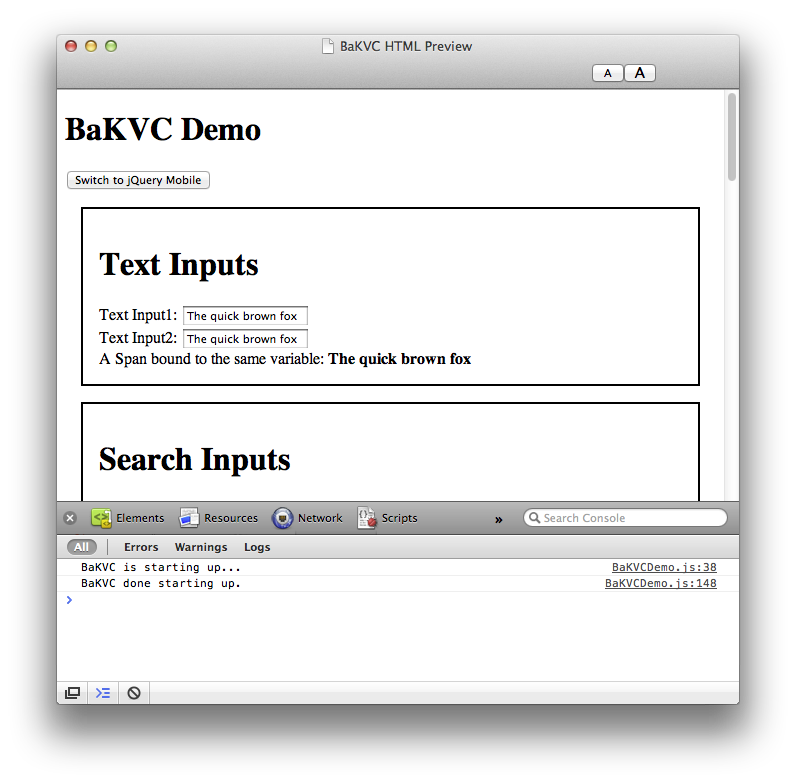 BaKVC HTML Preview
A A
BaKVC Demo
Switch to jQuery Mobile
Text Inputs
Text Input1: The quick brown fox
Text Input2: The quick brown fox
A Span bound to the same variable: The quick brown fox
Search Inputs
Elements Resources Network Scripts » Search Console
All Errors Warnings Logs
BaKVC is starting up... BaKVCDemo.js:38
BaKVC done starting up. BaKVCDemo.js:148